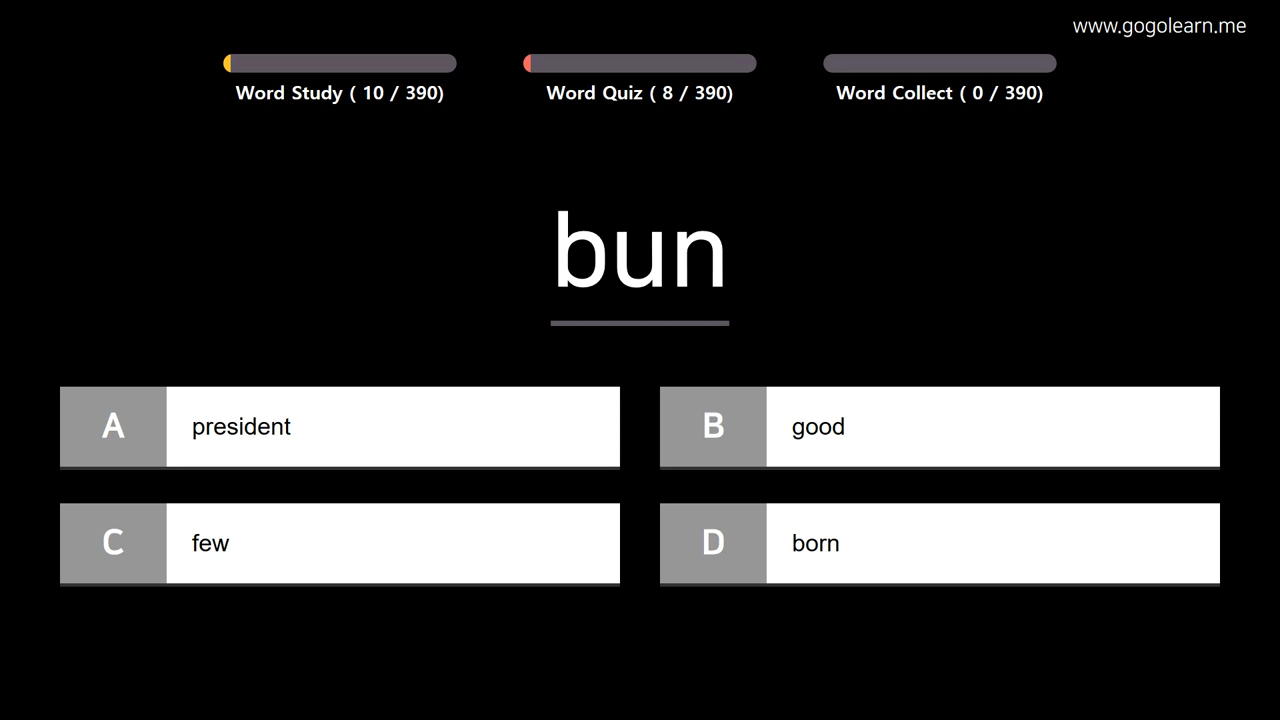 www.gogolearn.me
Word Study ( 10 / 390)
Word Quiz ( 8 / 390)
Word Collect ( 0 / 390)
bun
A president
B good
C few
D born